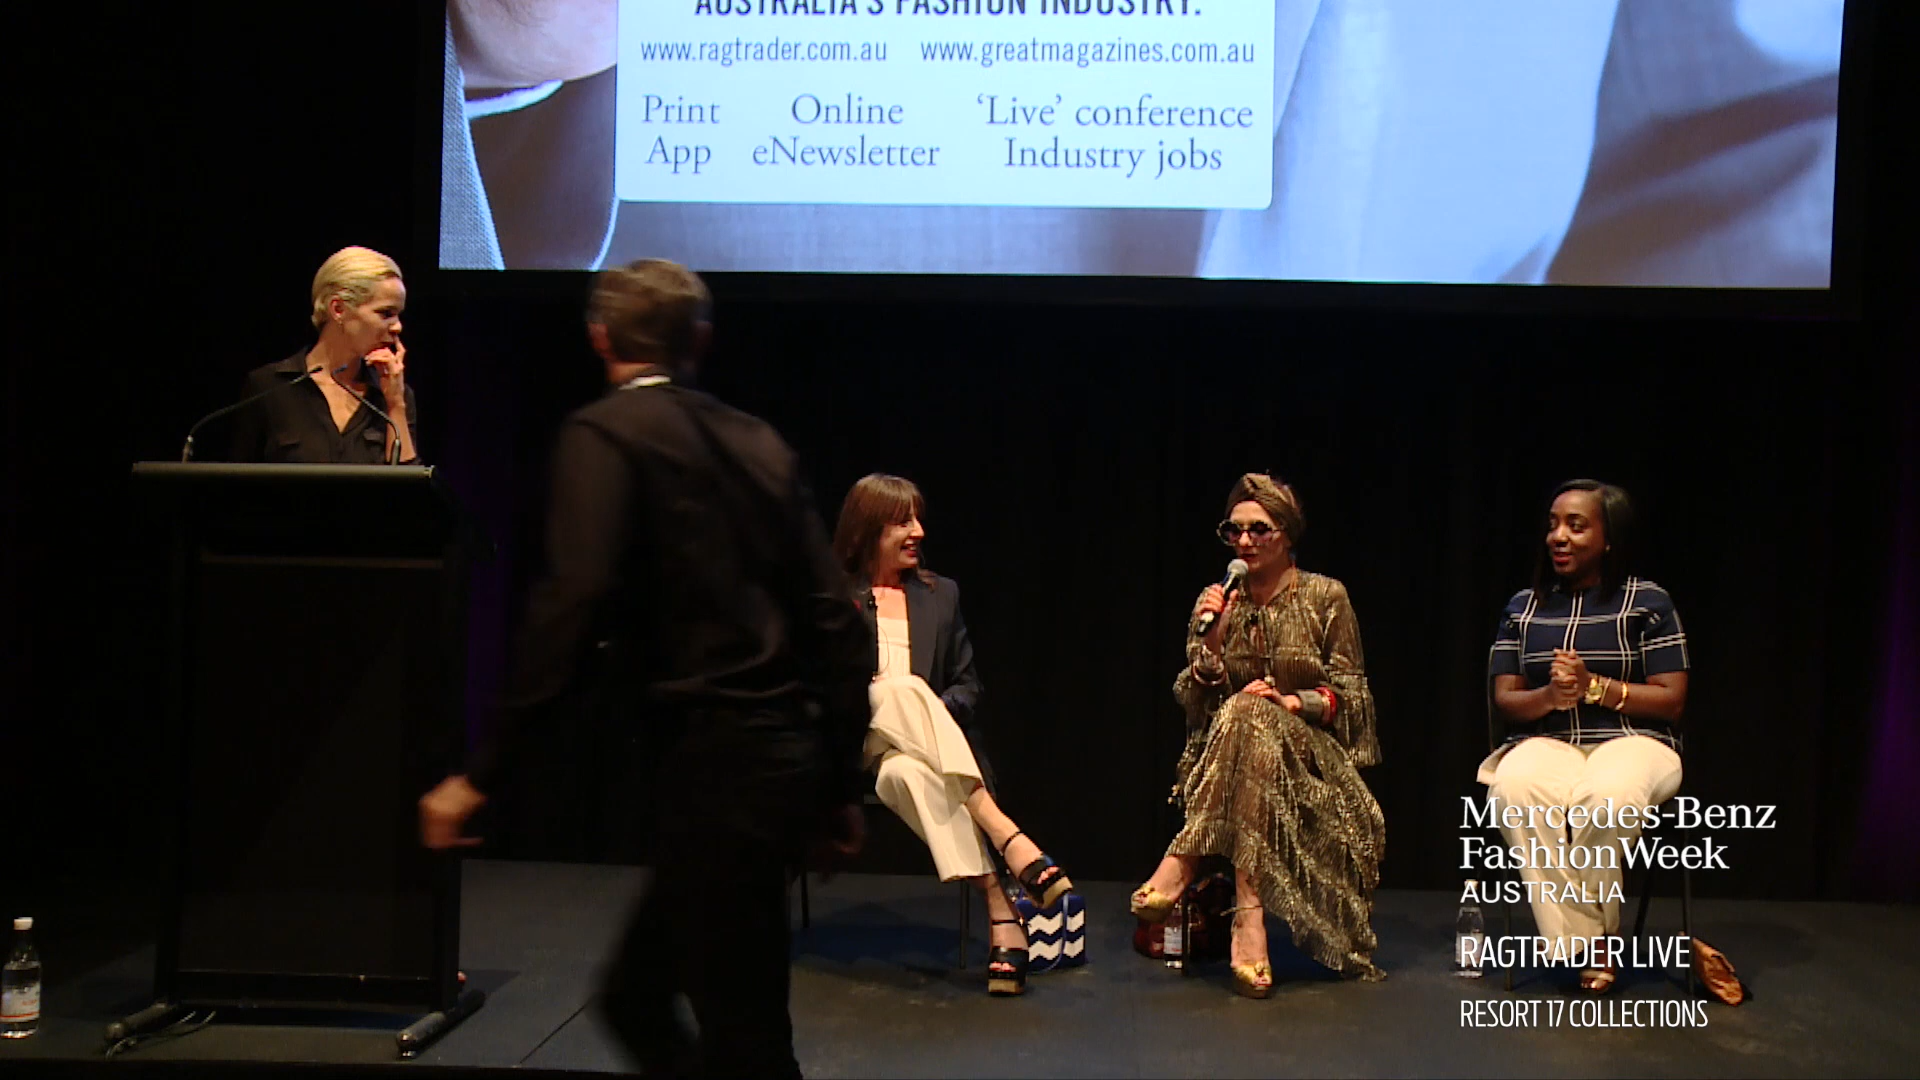 AUSTRALIA'S FASHION INDUSTRY.
www.ragtrader.com.au www.greatmagazines.com.au
Print Online ‘Live’ conference
App eNewsletter Industry jobs
Mercedes-Benz
FashionWeek
AUSTRALIA
RAGTRADER LIVE
RESORT 17 COLLECTIONS